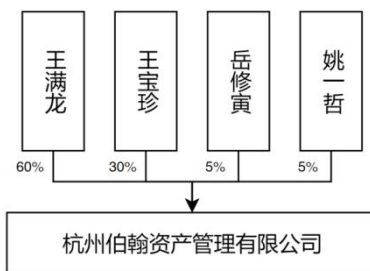 王满龙
王宝珍
岳修寅
姚一哲
60%
30%
5%
5%
杭州伯翰资产管理有限公司